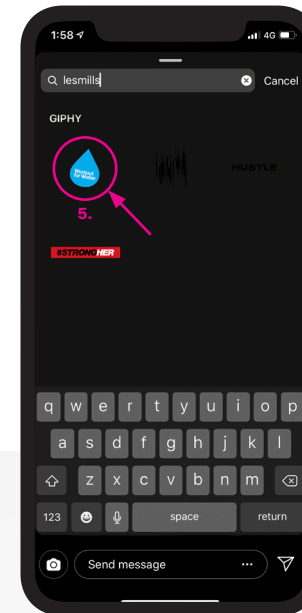 1:58
4G
lesmills
Cancel
GIPHY
Workout
for Water
HUSTLE
5.
#STRONGHER
q w e r t y u i o p
a s d f g h j k l
z x c v b n m
123
space
return
Send message